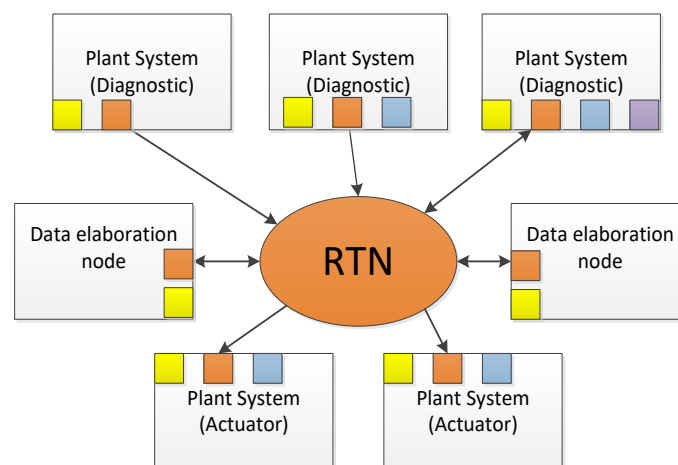 Plant System
(Diagnostic)
Plant System
(Diagnostic)
Plant System
(Diagnostic)
Data elaboration
node
RTN
Data elaboration
node
Plant System
(Actuator)
Plant System
(Actuator)